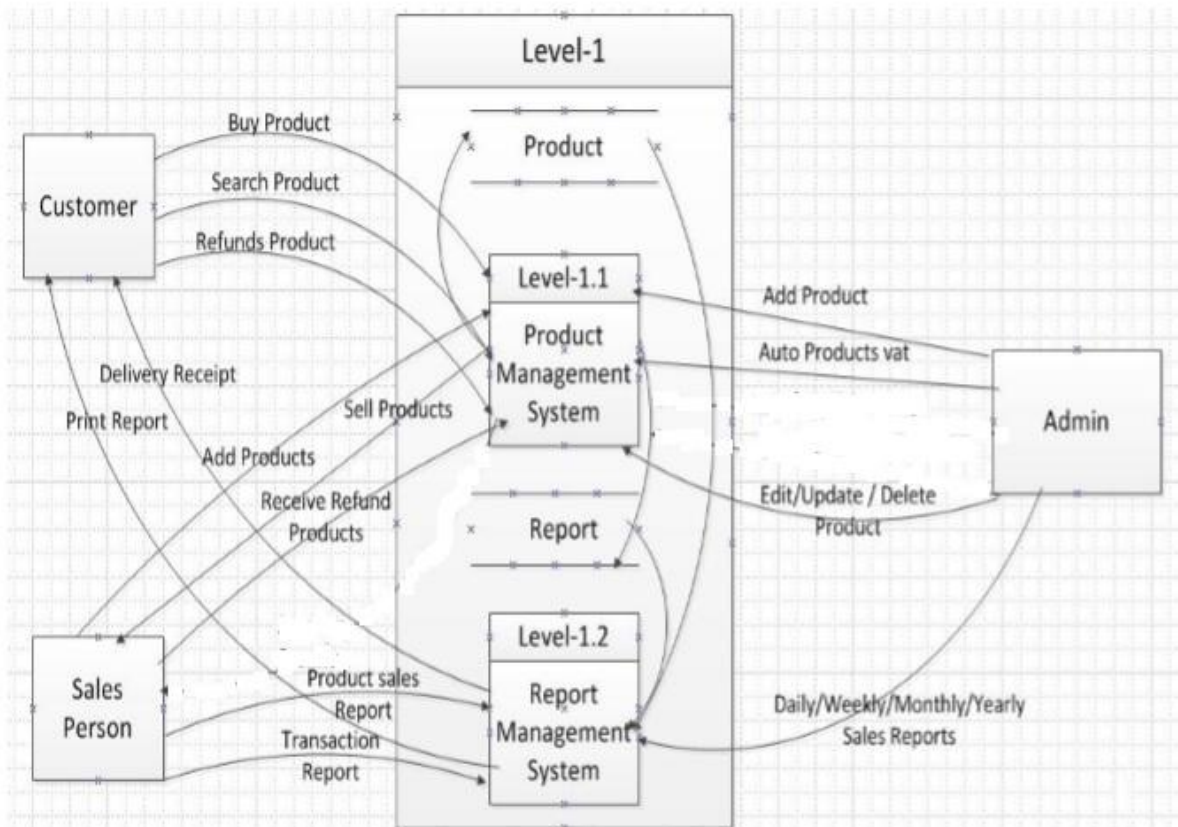 Level-1
Product
Customer
Buy Product
Search Product
Refunds Product
Level-1.1
Product
Management
System
Add Product
Auto Products vat
Admin
Delivery Receipt
Print Report
Sell Products
Add Products
Receive Refund
Products
Edit/Update / Delete
Product
Report
Level-1.2
Report
Management
System
Sales
Person
Product sales
Report
Transaction
Report
Daily/Weekly/Monthly/Yearly
Sales Reports